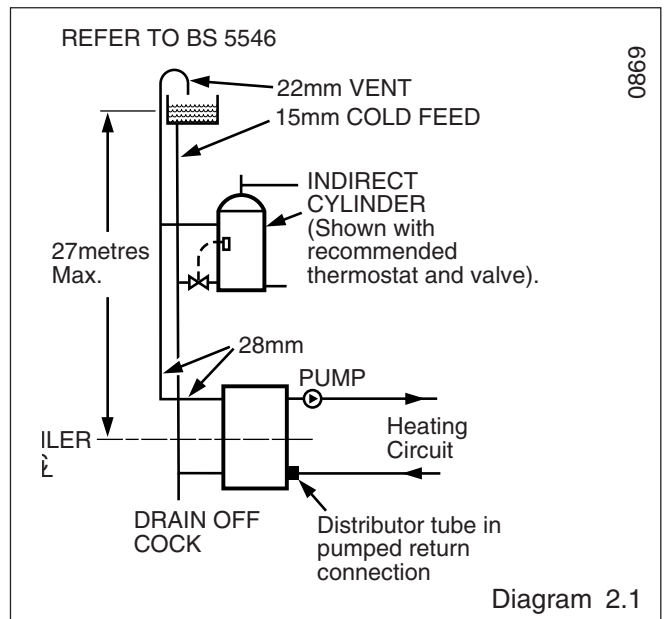 REFER TO BS 5546
0869
22mm VENT
15mm COLD FEED
INDIRECT
CYLINDER
(Shown with
recommended
thermostat and valve).
27metres
Max.
28mm
PUMP
Heating
Circuit
ILER
℄
DRAIN OFF
COCK
Distributor tube in
pumped return
connection
Diagram 2.1